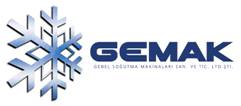 GEMAK
GENEL SOĞUTMA MAKİNALARI SAN. VE TİC. LTD ŞTİ.